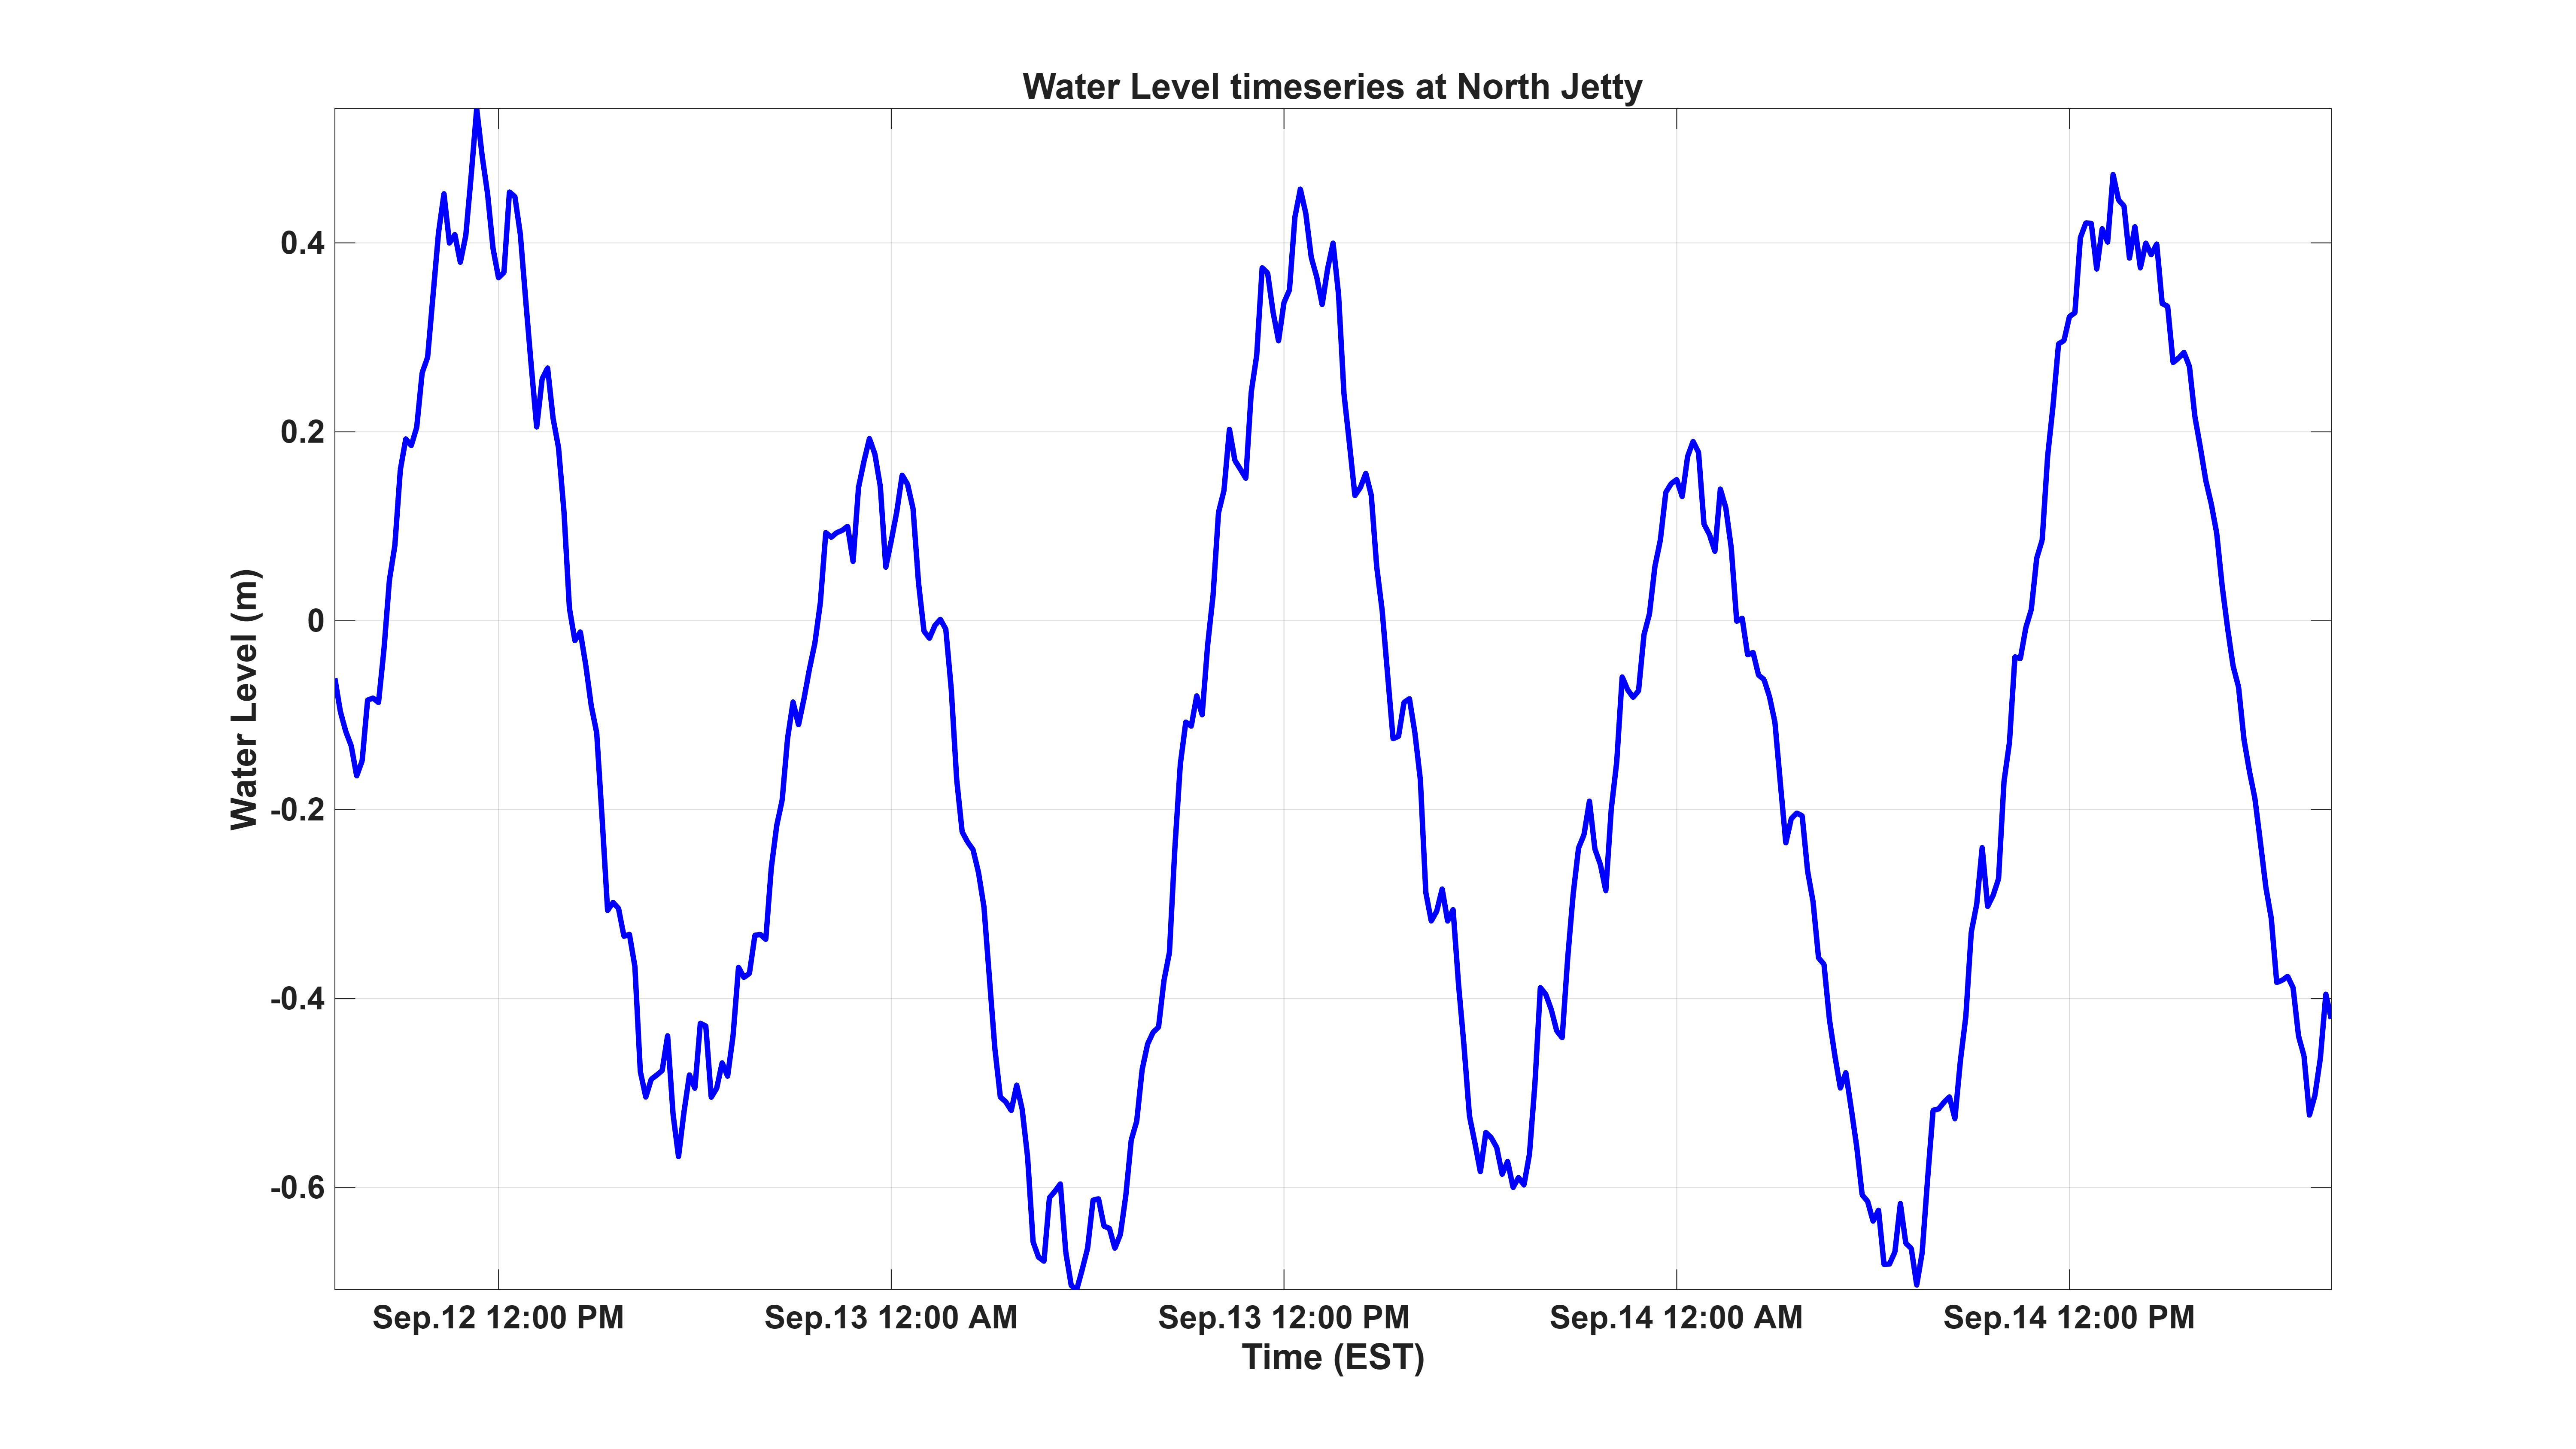 Water Level timeseries at North Jetty
Water Level (m)
0.4
0.2
0
-0.2
-0.4
-0.6
Sep.12 12:00 PM
Sep.13 12:00 AM
Sep.13 12:00 PM
Sep.14 12:00 AM
Sep.14 12:00 PM
Time (EST)